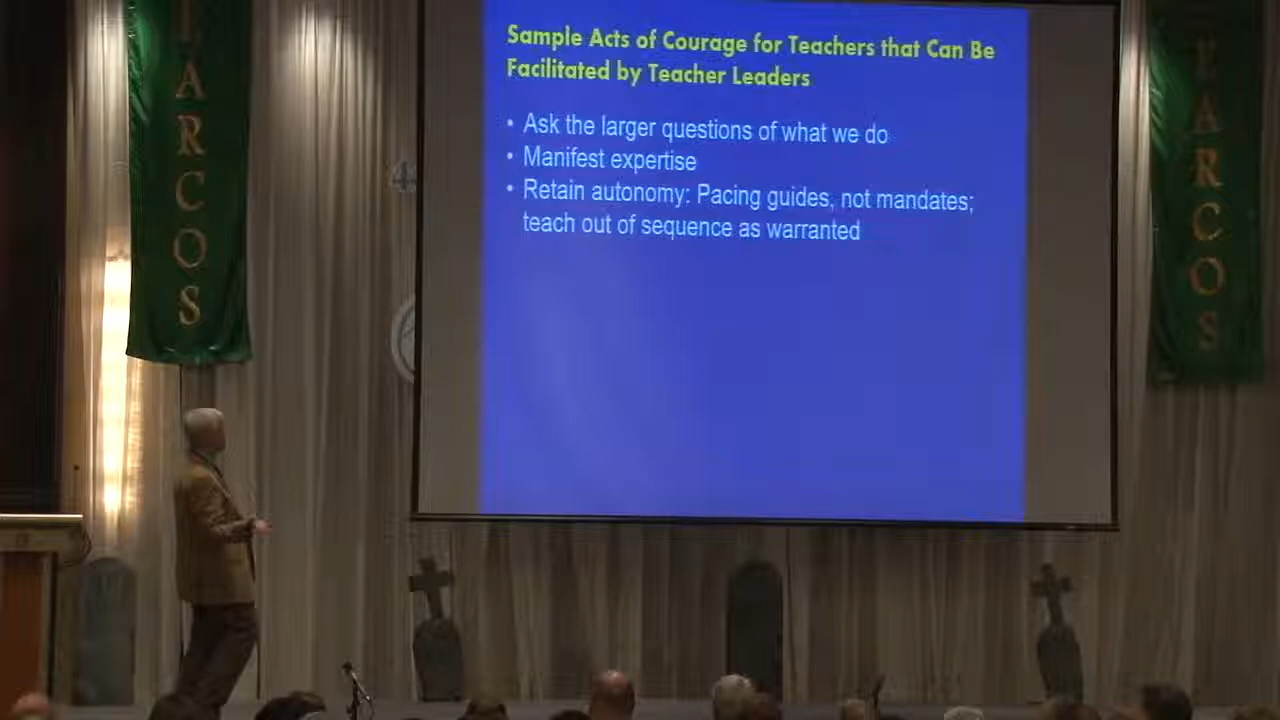 Sample Acts of Courage for Teachers that Can Be
Facilitated by Teacher Leaders
• Ask the larger questions of what we do
• Manifest expertise
• Retain autonomy: Pacing guides, not mandates;
teach out of sequence as warranted
ARCOS
EARCOS